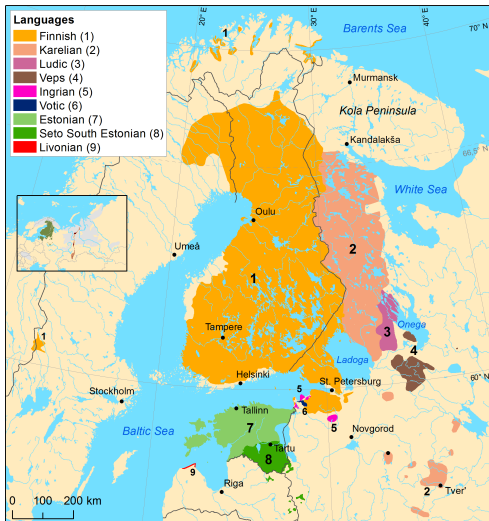 Languages
Finnish (1)
Karelian (2)
Ludic (3)
Veps (4)
Ingrian (5)
Votic (6)
Estonian (7)
Seto South Estonian (8)
Livonian (9)
20° E
30° E
40° E
70° N
1
Barents Sea
Murmansk
Kola Peninsula
Kandalakša
66,5° N
White Sea
Oulu
Umeå
2
1
3
Onega
Tampere
1
4
Ladoga
Helsinki
St. Petersburg
60° N
Stockholm
5
6
Tallinn
5
Novgorod
Baltic Sea
7
Tartu
8
9
Riga
2
Tver'
0
100
200 km